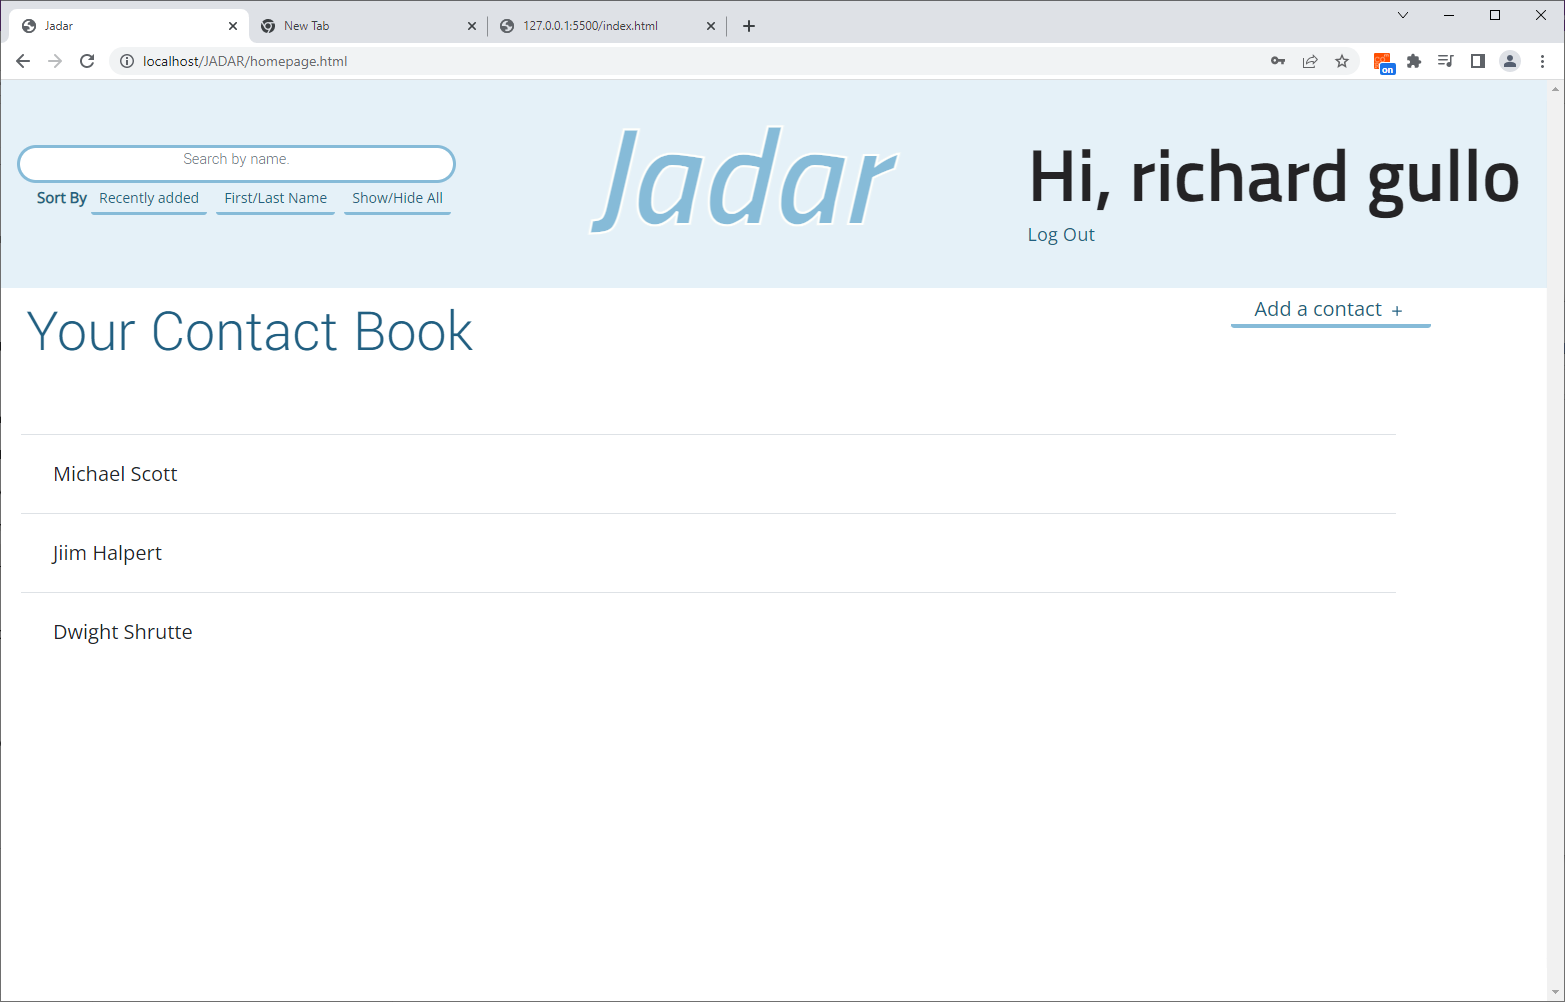 Jadar
New Tab
127.0.0.1:5500/index.html
localhost/JADAR/homepage.html
on
Search by name.
Sort By Recently added First/Last Name Show/Hide All
Jadar
Hi, richard gullo
Log Out
Your Contact Book
Add a contact +
Michael Scott
Jiim Halpert
Dwight Shrutte